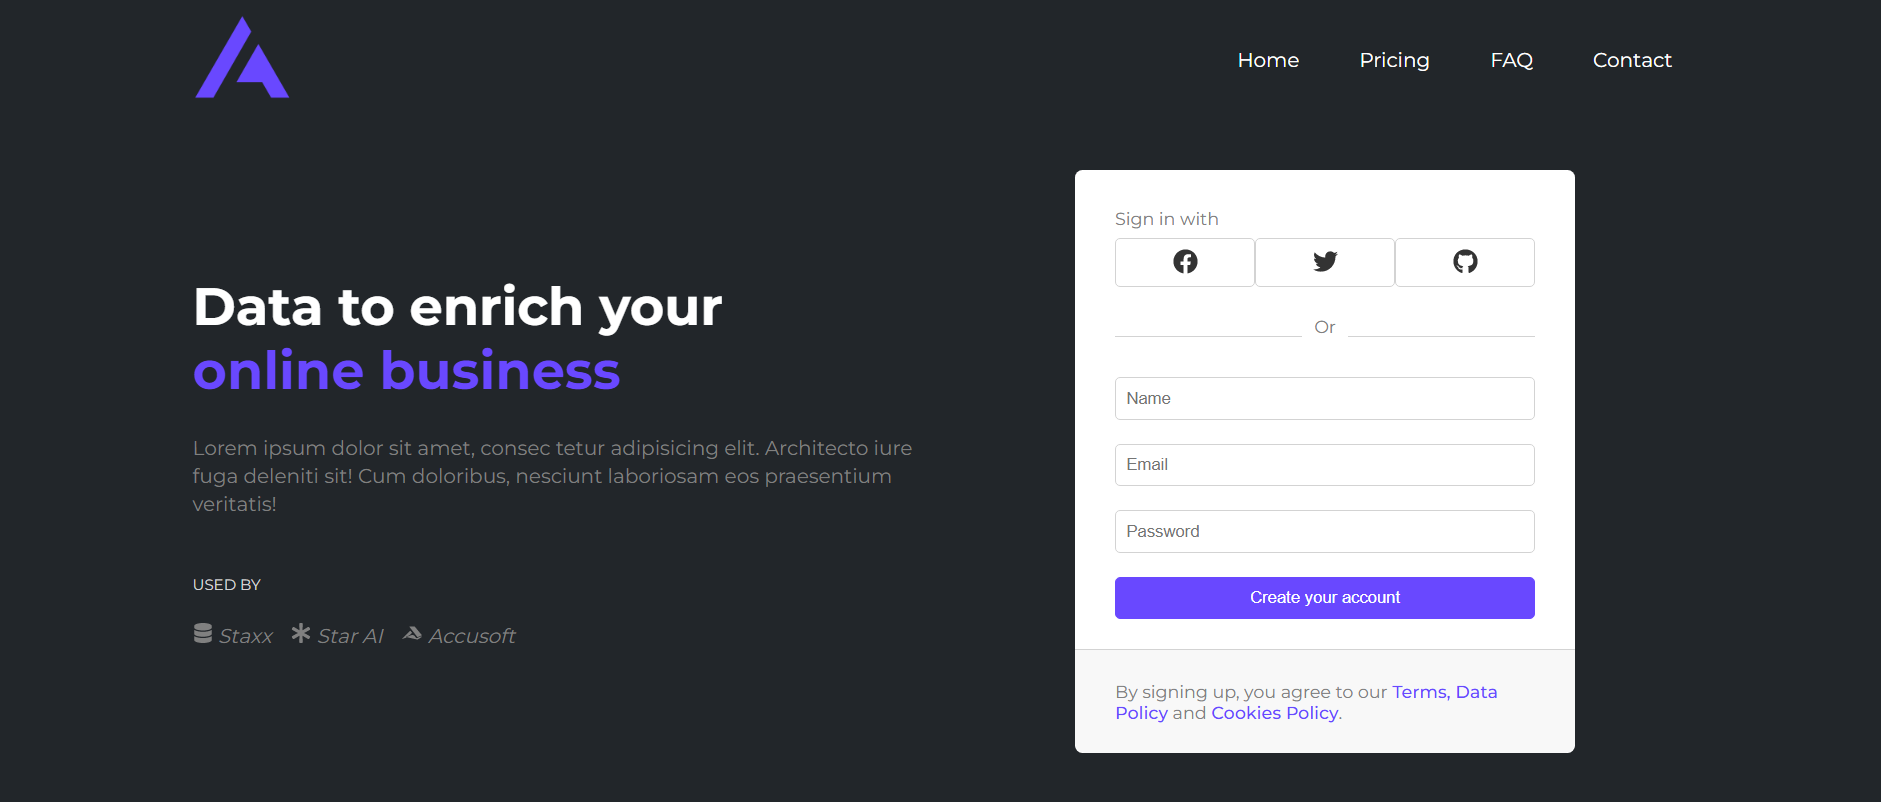 Home
Pricing
FAQ
Contact
Data to enrich your
online business
Lorem ipsum dolor sit amet, consec tetur adipisicing elit. Architecto iure
fuga deleniti sit! Cum doloribus, nesciunt laboriosam eos praesentium
veritatis!
USED BY
Staxx
Star AI
Accusoft
Sign in with
Or
Name
Email
Password
Create your account
By signing up, you agree to our Terms, Data
Policy and Cookies Policy.